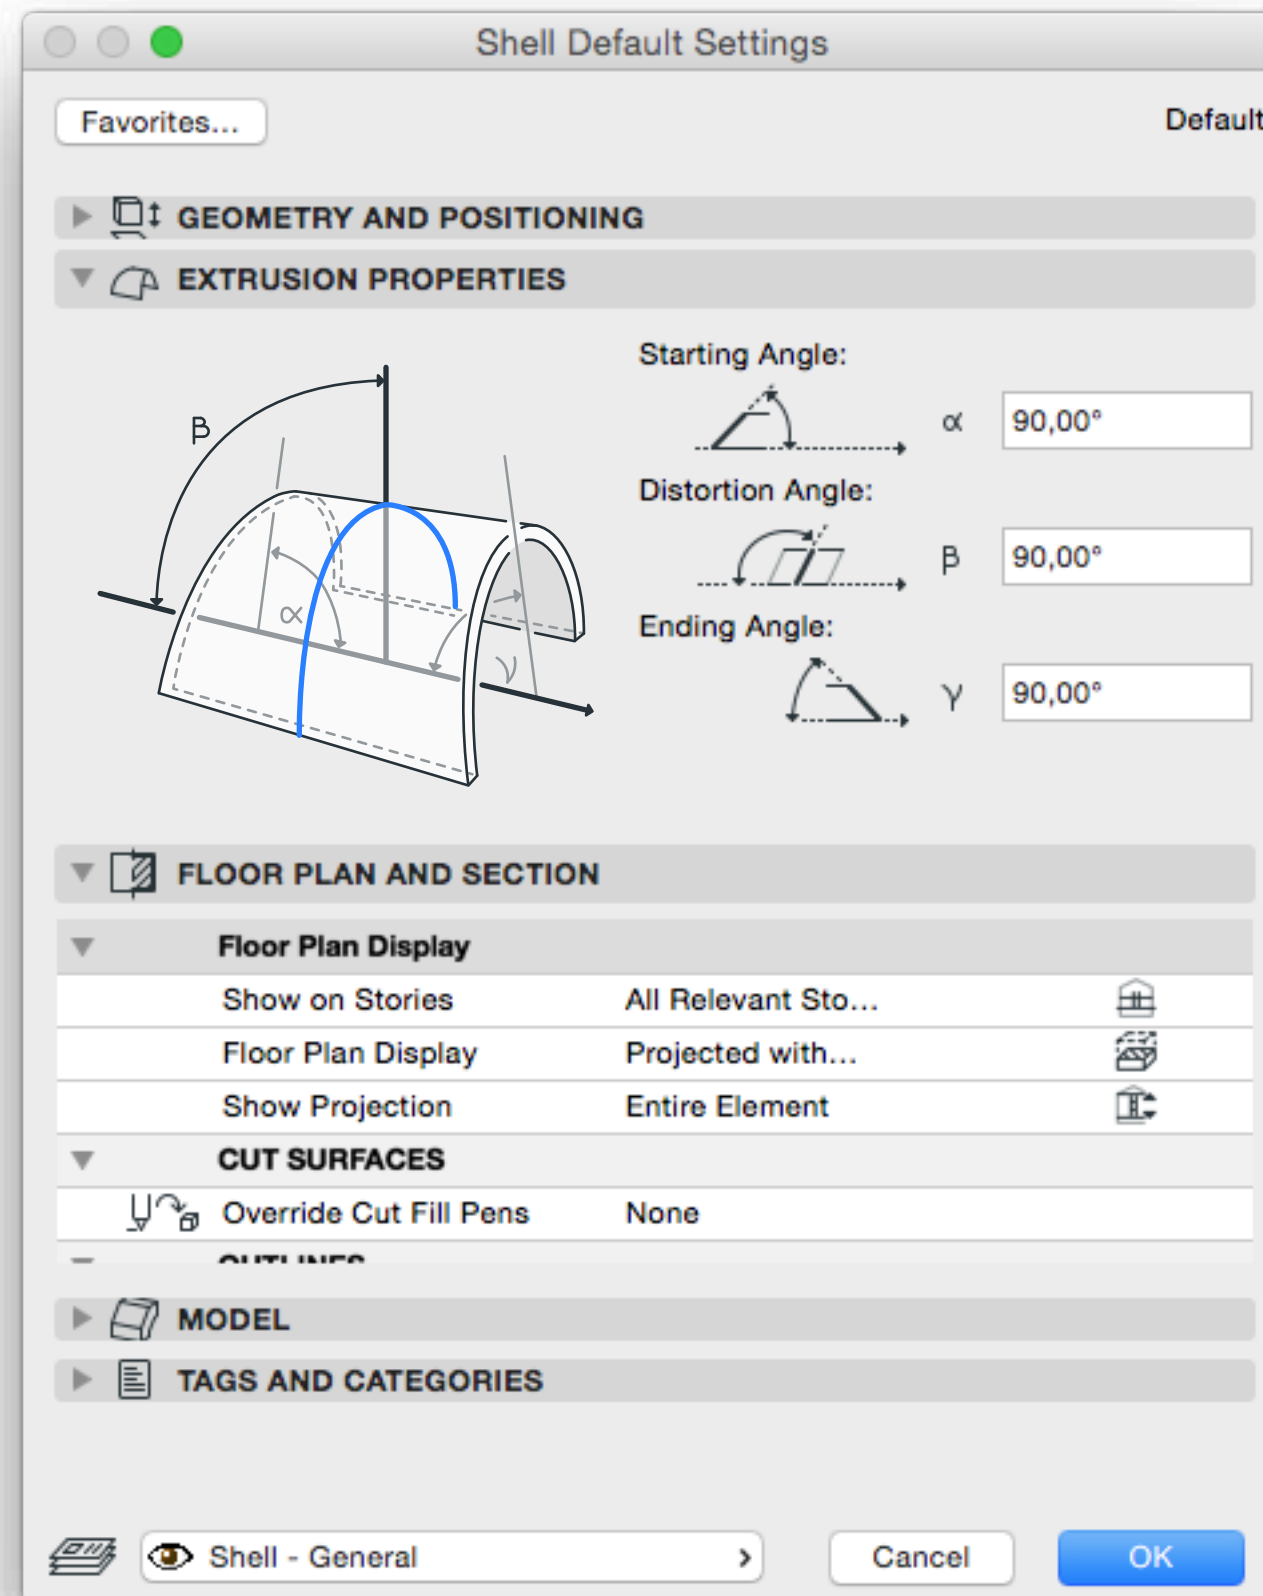 Shell Default Settings
Favorites...
Default
GEOMETRY AND POSITIONING
EXTRUSION PROPERTIES
Starting Angle:
α 90,00°
Distortion Angle:
β 90,00°
Ending Angle:
γ 90,00°
β
α
γ
FLOOR PLAN AND SECTION
Floor Plan Display
Show on Stories All Relevant Sto...
Floor Plan Display Projected with...
Show Projection Entire Element
CUT SURFACES
Override Cut Fill Pens None
OUTLINES
MODEL
TAGS AND CATEGORIES
Shell - General
Cancel
OK